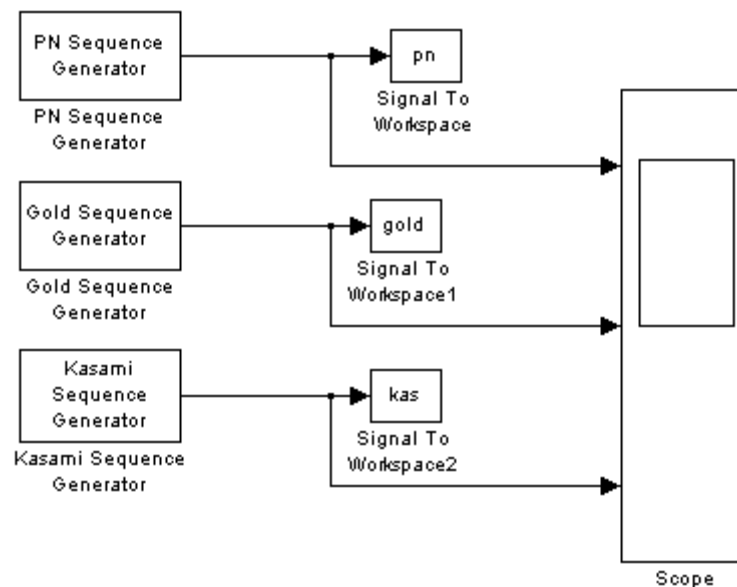 PN Sequence
Generator
PN Sequence
Generator
pn
Signal To
Workspace
Gold Sequence
Generator
Gold Sequence
Generator
gold
Signal To
Workspace1
Kasami
Sequence
Generator
Kasami Sequence
Generator
kas
Signal To
Workspace2
Scope